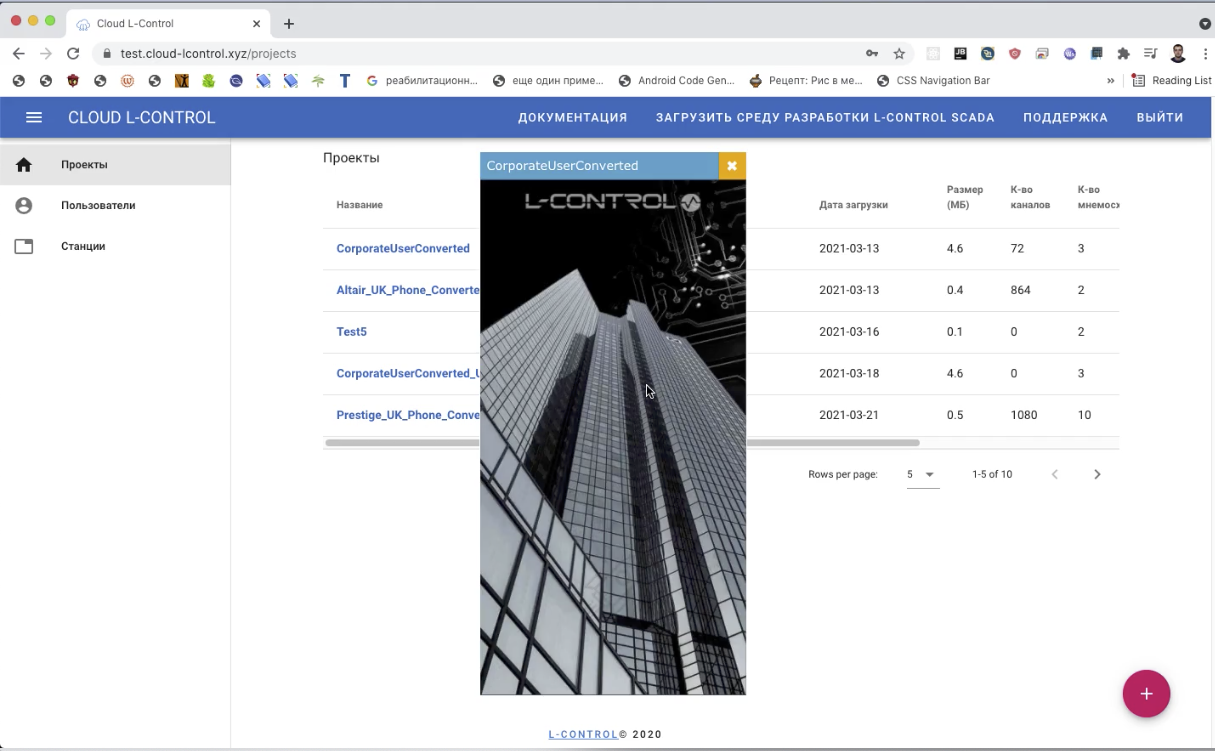 Cloud L-Control
test.cloud-lcontrol.xyz/projects
реабилитационн...
еще один приме...
Android Code Gen...
Рецепт: Рис в ме...
CSS Navigation Bar
»
Reading List
CLOUD L-CONTROL
ДОКУМЕНТАЦИЯ
ЗАГРУЗИТЬ СРЕДУ РАЗРАБОТКИ L-CONTROL SCADA
ПОДДЕРЖКА
ВЫЙТИ
Проекты
Пользователи
Станции
Проекты
CorporateUserConverted
L-CONTROL
Название
Дата загрузки
Размер (МБ)
К-во каналов
К-во мнемосх
CorporateUserConverted 2021-03-13 4.6 72 3
Altair_UK_Phone_Converte 2021-03-13 0.4 864 2
Test5 2021-03-16 0.1 0 2
CorporateUserConverted_U 2021-03-18 4.6 0 3
Prestige_UK_Phone_Conve 2021-03-21 0.5 1080 10
Rows per page: 5 1-5 of 10
L-CONTROL© 2020